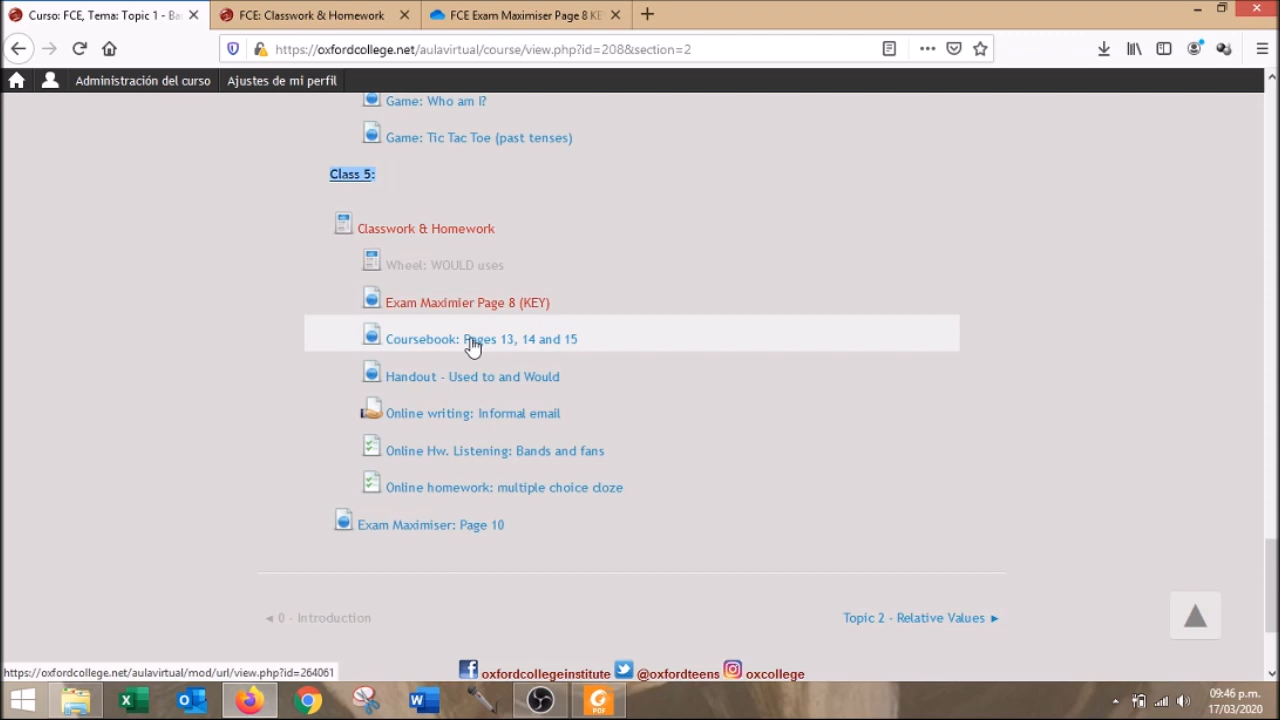 Curso: FCE, Tema: Topic 1 - Ba
FCE: Classwork & Homework
FCE Exam Maximiser Page 8 KE
https://oxfordcollege.net/aulavirtual/course/view.php?id=208&section=2
Administración del curso
Ajustes de mi perfil
Game: Who am I?
Game: Tic Tac Toe (past tenses)
Class 5:
Classwork & Homework
Wheel: WOULD uses
Exam Maximier Page 8 (KEY)
Coursebook: Pages 13, 14 and 15
Handout - Used to and Would
Online writing: Informal email
Online Hw. Listening: Bands and fans
Online homework: multiple choice cloze
Exam Maximiser: Page 10
◄ 0 - Introduction
Topic 2 - Relative Values ►
https://oxfordcollege.net/aulavirtual/mod/url/view.php?id=264061
oxfordcollegeinstitute @oxfordteens oxcollege
PDF
09:46 p.m.
17/03/2020